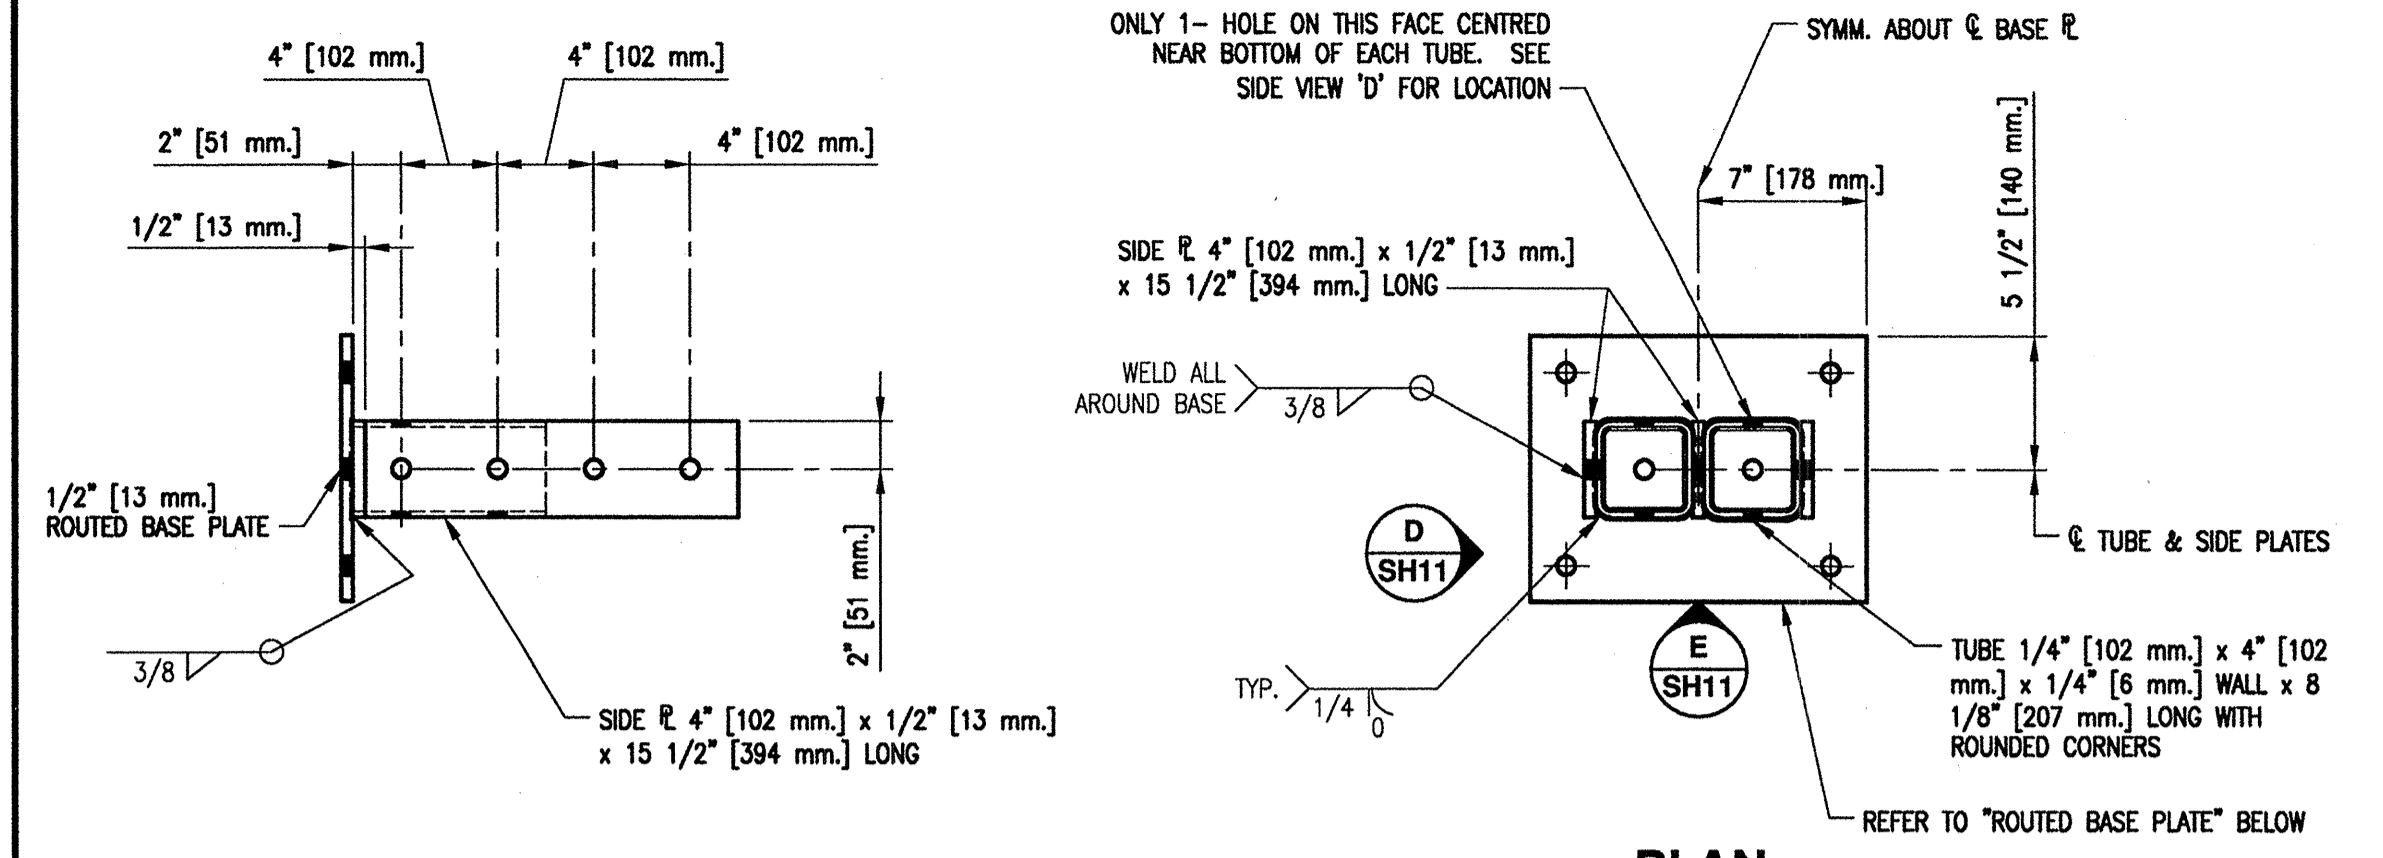 4" [102 mm.]
4" [102 mm.]
2" [51 mm.]
4" [102 mm.]
1/2" [13 mm.]
1/2" [13 mm.]
ROUTED BASE PLATE
3/8
2" [51 mm.]
SIDE ⅊ 4" [102 mm.] x 1/2" [13 mm.]
x 15 1/2" [394 mm.] LONG
ONLY 1- HOLE ON THIS FACE CENTRED
NEAR BOTTOM OF EACH TUBE. SEE
SIDE VIEW 'D' FOR LOCATION
SYMM. ABOUT ℄ BASE ⅊
7" [178 mm.]
5 1/2" [140 mm.]
SIDE ⅊ 4" [102 mm.] x 1/2" [13 mm.]
x 15 1/2" [394 mm.] LONG
WELD ALL
AROUND BASE
3/8
D
SH11
℄ TUBE & SIDE PLATES
E
SH11
TYP.
1/4
0
TUBE 1/4" [102 mm.] x 4" [102
mm.] x 1/4" [6 mm.] WALL x 8
1/8" [207 mm.] LONG WITH
ROUNDED CORNERS
REFER TO "ROUTED BASE PLATE" BELOW
PLAN